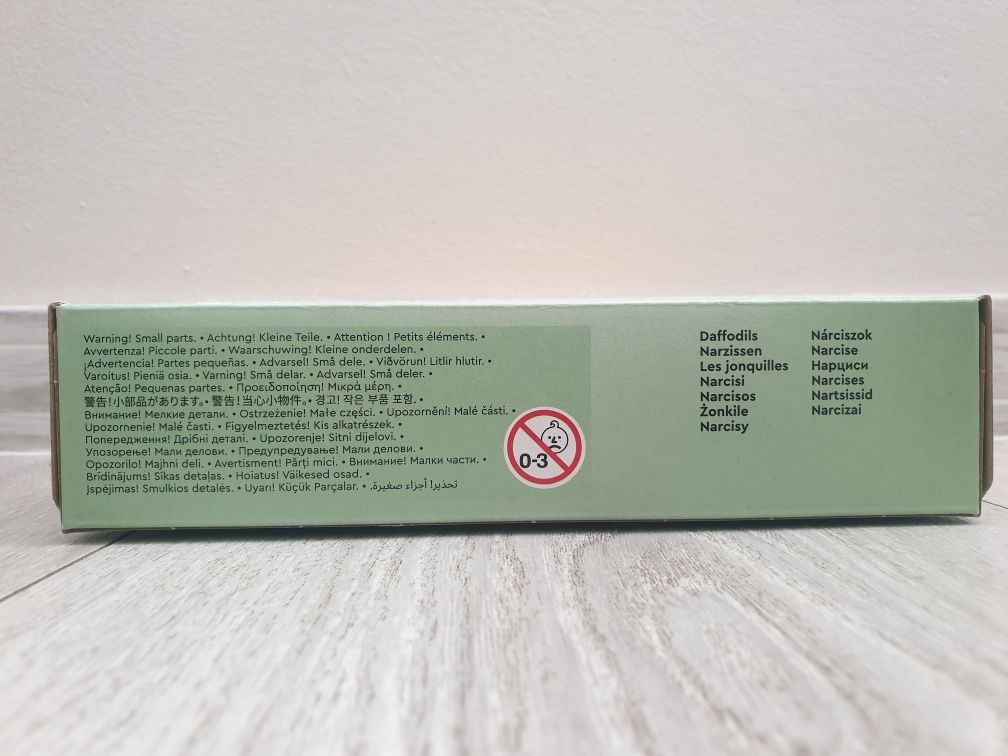 Warning! Small parts. • Achtung! Kleine Teile. • Attention ! Petits éléments. •
Avvertenza! Piccole parti. • Waarschuwing! Kleine onderdelen. •
¡Advertencia! Partes pequeñas. • Advarsel! Små dele. • Viðvörun! Litlir hlutir. •
Varoitus! Pieniä osia. • Varning! Små delar. • Advarsel! Små deler. •
Atenção! Pequenas partes. • Προειδοποίηση! Μικρά μέρη. •
警告!小部品があります。• 警告!当心小物件。• 경고! 작은 부품 포함. •
Внимание! Мелкие детали. • Ostrzeżenie! Małe części. • Upozornění! Malé části. •
Upozornenie! Malé časti. • Figyelmeztetés! Kis alkatrészek. •
Попередження! Дрібні деталі. • Upozorenje! Sitni dijelovi. •
Упозорење! Мали делови. • Предупредување! Мали делови. •
Opozorilo! Majhni deli. • Avertisment! Părți mici. • Внимание! Малки части. •
Brīdinājums! Sīkas detaļas. • Hoiatus! Väikesed osad. •
Įspėjimas! Smulkios detalės. • Uyarı! Küçük Parçalar. • تحذير! أجزاء صغيرة.
0-3
Daffodils
Narzissen
Les jonquilles
Narcisi
Narcisos
Żonkile
Narcisy
Nárciszok
Narcise
Нарциси
Narcises
Nartsissid
Narcizai